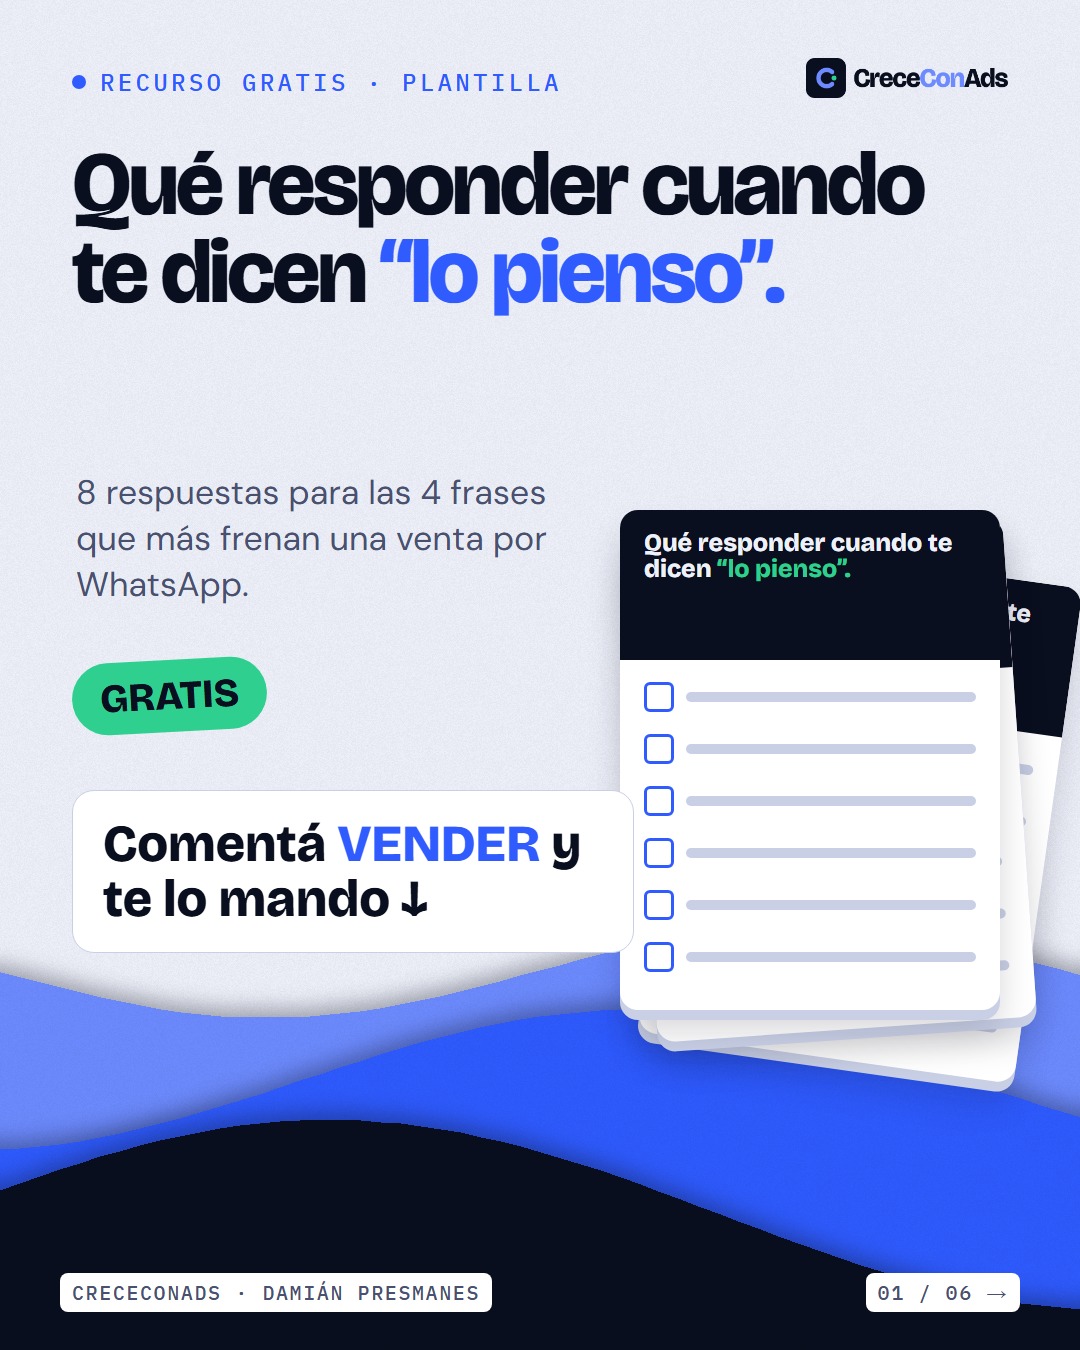 RECURSO GRATIS · PLANTILLA
CreceConAds
Qué responder cuando
te dicen “lo pienso”.
8 respuestas para las 4 frases
que más frenan una venta por
WhatsApp.
GRATIS
Comentá VENDER y
te lo mando ↓
Qué responder cuando te
dicen “lo pienso”.
te
CRECECONADS · DAMIÁN PRESMANES
01 / 06 →